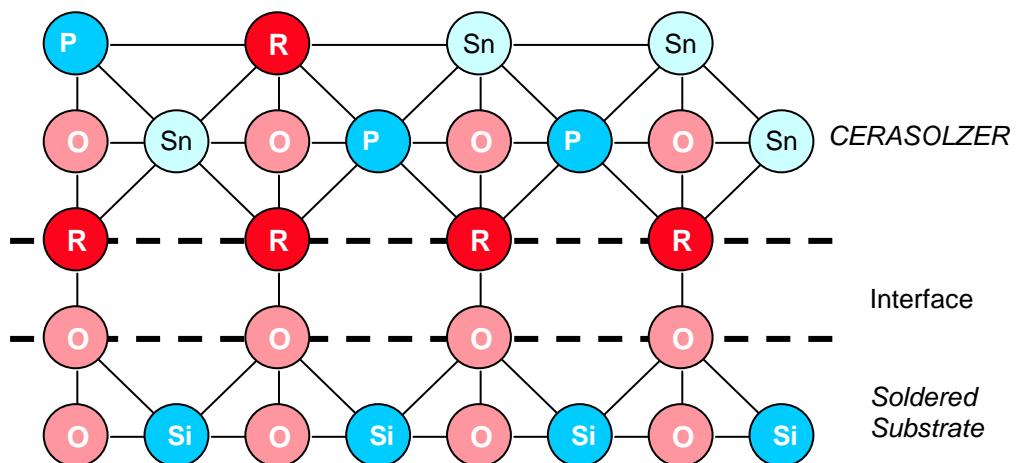 P R Sn Sn
O Sn O P O P O Sn CERASOLZER
R R R R
Interface
O O O O
Soldered
Substrate
O Si O Si O Si O Si